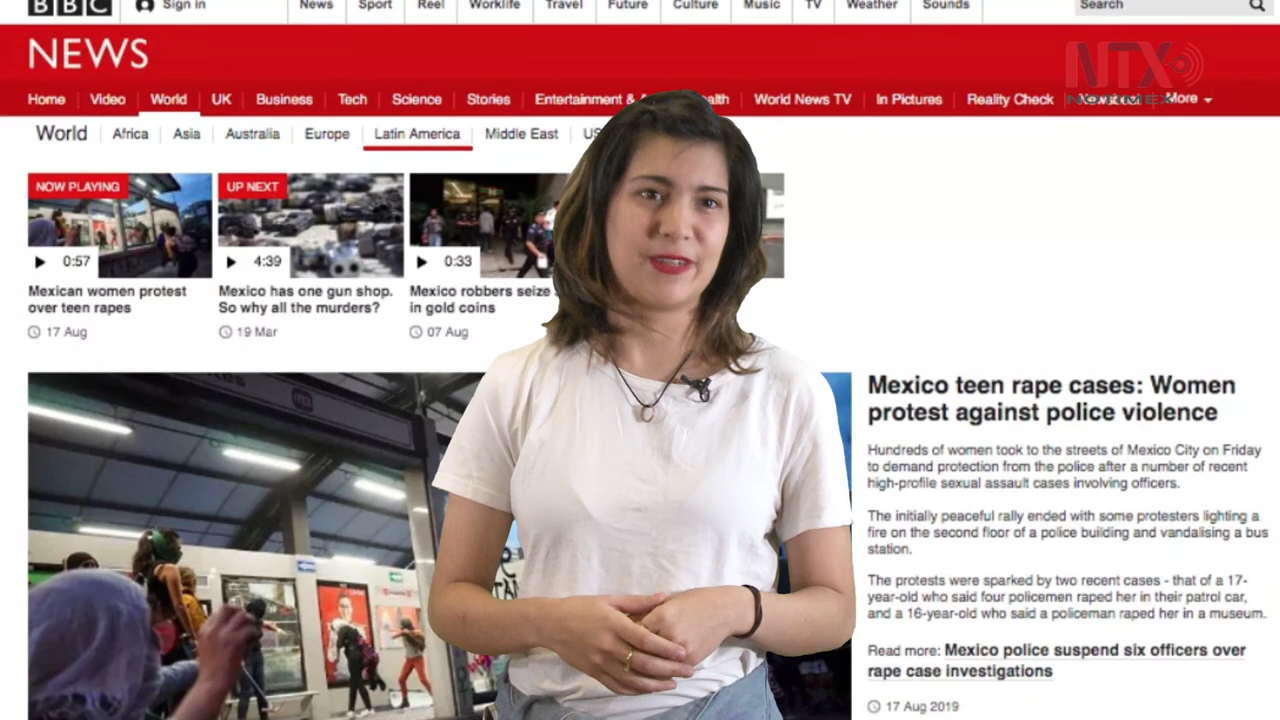 BBC
Sign in
News
Sport
Reel
Worklife
Travel
Future
Culture
Music
TV
Weather
Sounds
Search
NEWS
NTX
Home
Video
World
UK
Business
Tech
Science
Stories
Entertainment &
World News TV
In Pictures
Reality Check
More
World
Africa
Asia
Australia
Europe
Latin America
Middle East
NOW PLAYING
0:57
Mexican women protest
over teen rapes
17 Aug
UP NEXT
4:39
Mexico has one gun shop.
So why all the murders?
19 Mar
0:33
Mexico robbers seize
in gold coins
07 Aug
Mexico teen rape cases: Women
protest against police violence
Hundreds of women took to the streets of Mexico City on Friday
to demand protection from the police after a number of recent
high-profile sexual assault cases involving officers.
The initially peaceful rally ended with some protesters lighting a
fire on the second floor of a police building and vandalising a bus
station.
The protests were sparked by two recent cases - that of a 17-
year-old who said four policemen raped her in their patrol car,
and a 16-year-old who said a policeman raped her in a museum.
Read more: Mexico police suspend six officers over
rape case investigations
17 Aug 2019